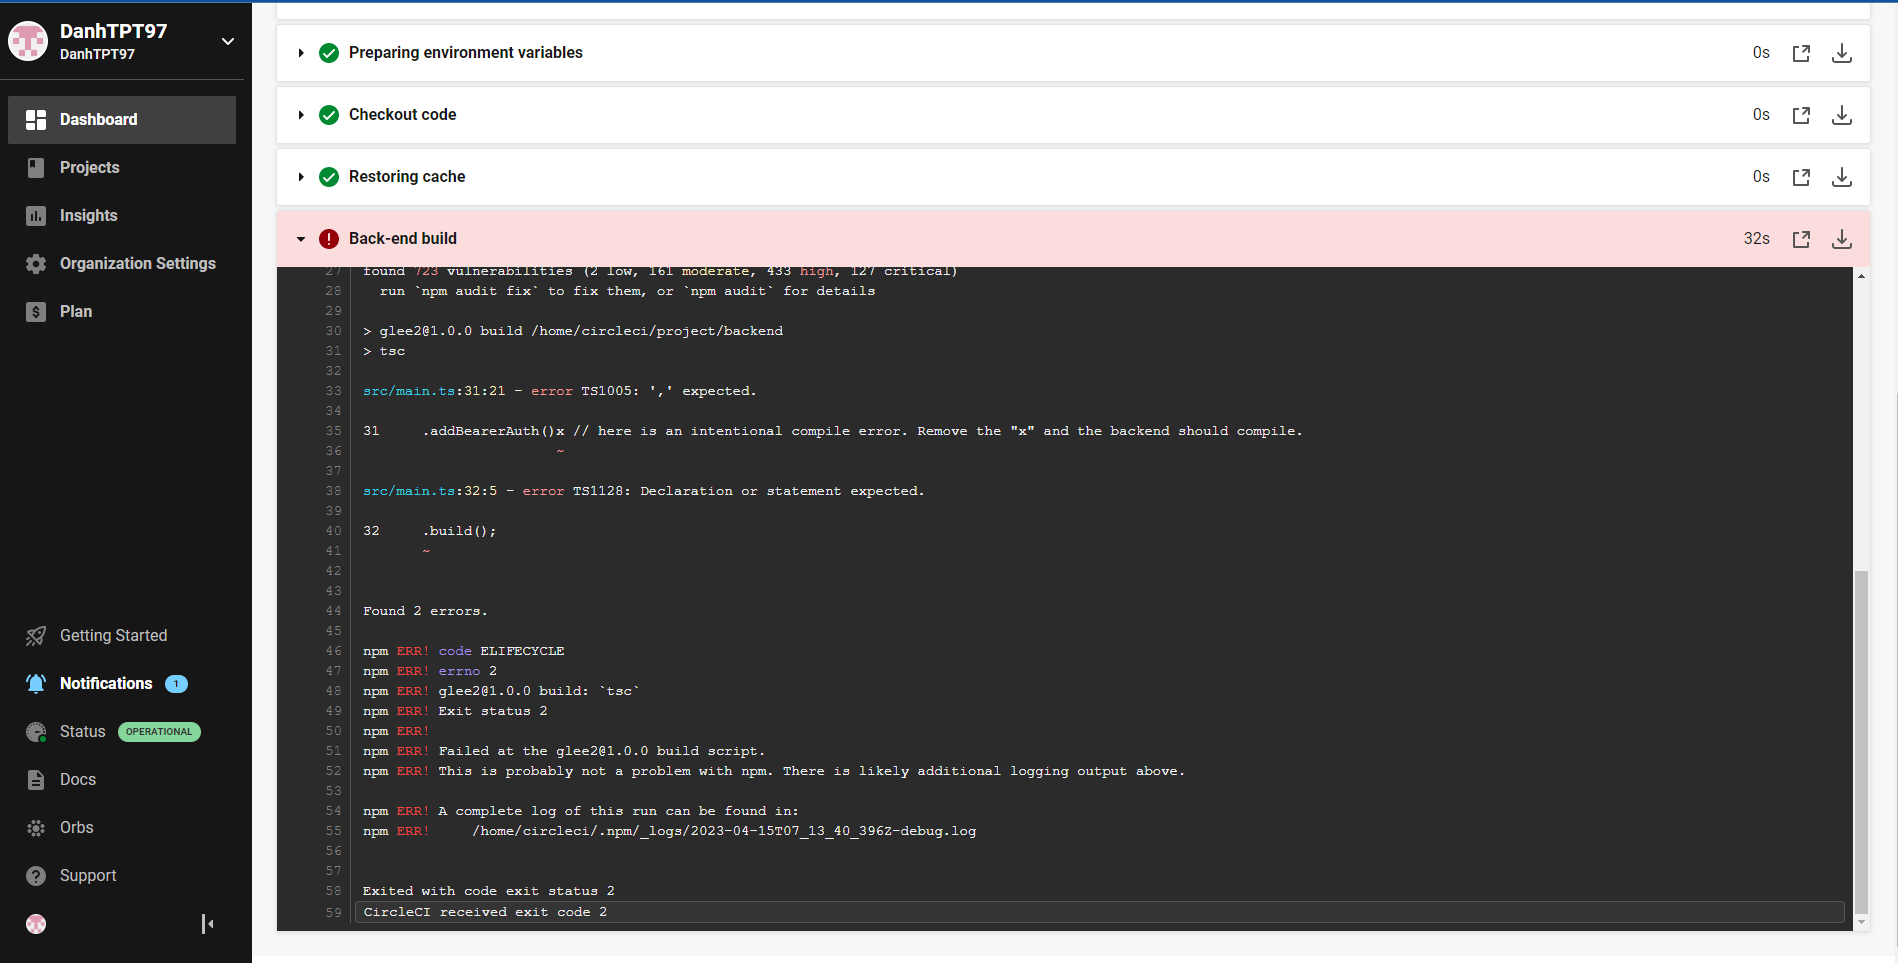 DanhTPT97
DanhTPT97
Dashboard
Projects
Insights
Organization Settings
Plan
Getting Started
Notifications 1
Status OPERATIONAL
Docs
Orbs
Support
Preparing environment variables 0s
Checkout code 0s
Restoring cache 0s
Back-end build 32s
27 found 723 vulnerabilities (2 low, 161 moderate, 433 high, 127 critical)
28 run `npm audit fix` to fix them, or `npm audit` for details
29
30 > glee2@1.0.0 build /home/circleci/project/backend
31 > tsc
32
33 src/main.ts:31:21 - error TS1005: ',' expected.
34
35 31 .addBearerAuth()x // here is an intentional compile error. Remove the "x" and the backend should compile.
36 ~
37
38 src/main.ts:32:5 - error TS1128: Declaration or statement expected.
39
40 32 .build();
41 ~
42
43
44 Found 2 errors.
45
46 npm ERR! code ELIFECYCLE
47 npm ERR! errno 2
48 npm ERR! glee2@1.0.0 build: `tsc`
49 npm ERR! Exit status 2
50 npm ERR!
51 npm ERR! Failed at the glee2@1.0.0 build script.
52 npm ERR! This is probably not a problem with npm. There is likely additional logging output above.
53
54 npm ERR! A complete log of this run can be found in:
55 npm ERR! /home/circleci/.npm/_logs/2023-04-15T07_13_40_396Z-debug.log
56
57
58 Exited with code exit status 2
59 CircleCI received exit code 2